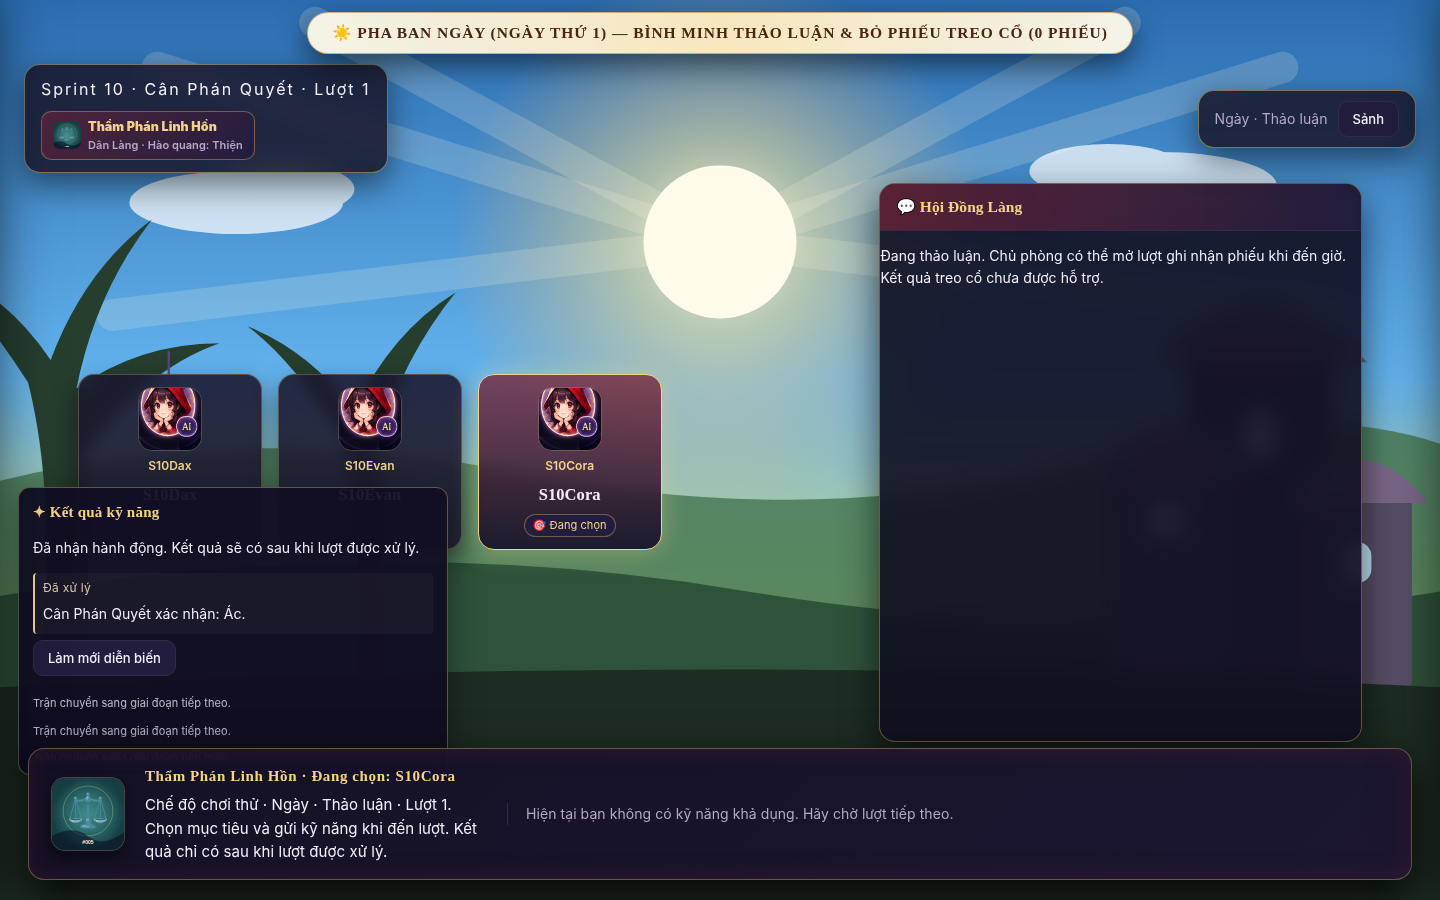 ☀️ PHA BAN NGÀY (NGÀY THỨ 1) — BÌNH MINH THẢO LUẬN & BỎ PHIẾU TREO CỔ (0 PHIẾU)
Sprint 10 · Cân Phán Quyết · Lượt 1
Thẩm Phán Linh Hồn
Dân Làng · Hào quang: Thiện
Ngày · Thảo luận
Sảnh
💬 Hội Đồng Làng
Đang thảo luận. Chủ phòng có thể mở lượt ghi nhận phiếu khi đến giờ.
Kết quả treo cổ chưa được hỗ trợ.
AI
S10Dax
S10Dax
AI
S10Evan
S10Evan
AI
S10Cora
S10Cora
🎯 Đang chọn
✦ Kết quả kỹ năng
Đã nhận hành động. Kết quả sẽ có sau khi lượt được xử lý.
Đã xử lý
Cân Phán Quyết xác nhận: Ác.
Làm mới diễn biến
Trận chuyển sang giai đoạn tiếp theo.
Trận chuyển sang giai đoạn tiếp theo.
#005
Thẩm Phán Linh Hồn · Đang chọn: S10Cora
Chế độ chơi thử · Ngày · Thảo luận · Lượt 1.
Chọn mục tiêu và gửi kỹ năng khi đến lượt. Kết
quả chỉ có sau khi lượt được xử lý.
Hiện tại bạn không có kỹ năng khả dụng. Hãy chờ lượt tiếp theo.